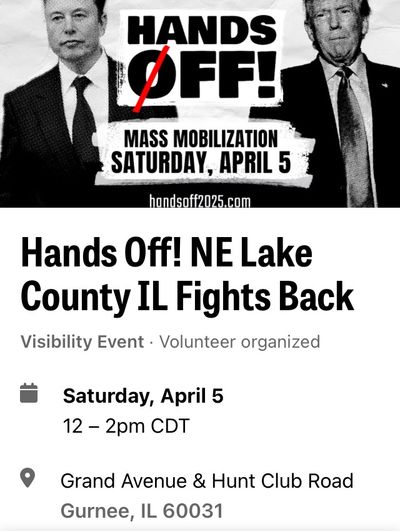 HANDS
OFF!
MASS MOBILIZATION
SATURDAY, APRIL 5
handsoff2025.com
Hands Off! NE Lake
County IL Fights Back
Visibility Event · Volunteer organized
Saturday, April 5
12 – 2pm CDT
Grand Avenue & Hunt Club Road
Gurnee, IL 60031